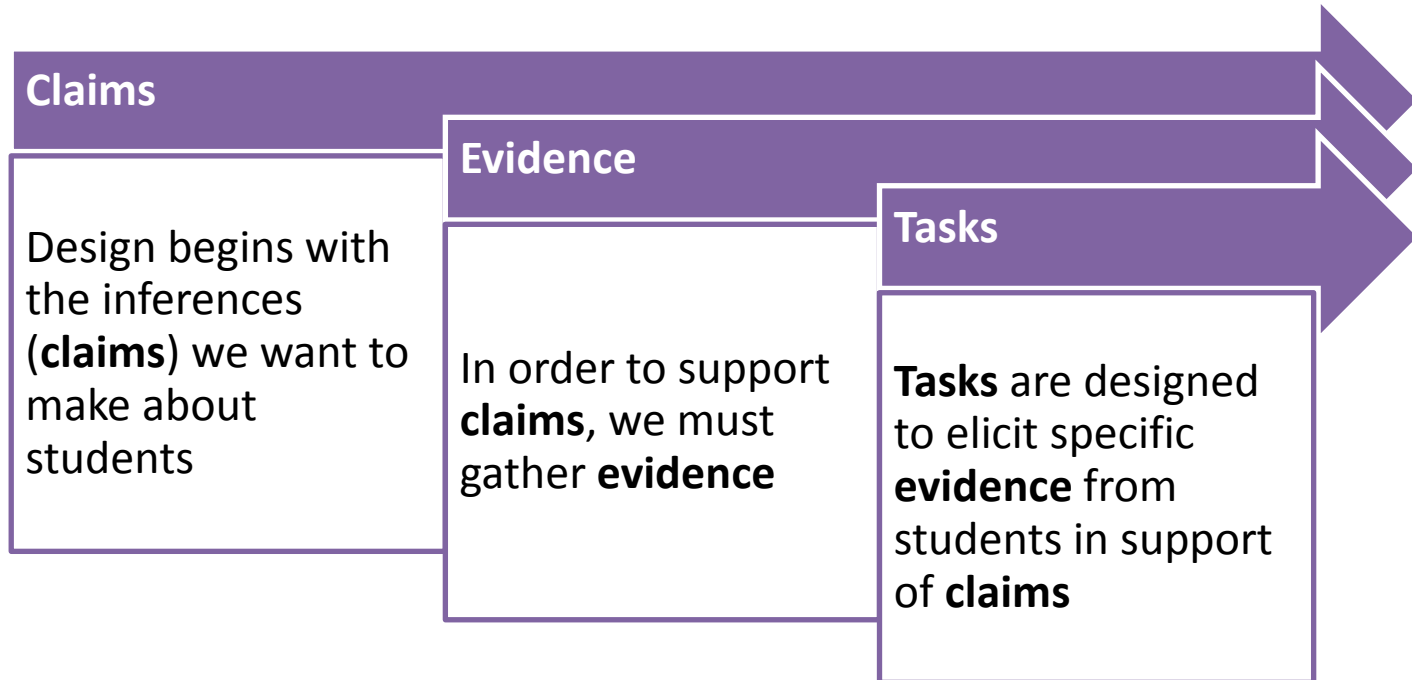 Claims
Design begins with
the inferences
(claims) we want to
make about
students
Evidence
In order to support
claims, we must
gather evidence
Tasks
Tasks are designed
to elicit specific
evidence from
students in support
of claims